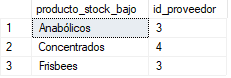 producto_stock_bajo id_proveedor
1 Anabólicos 3
2 Concentrados 4
3 Frisbees 3